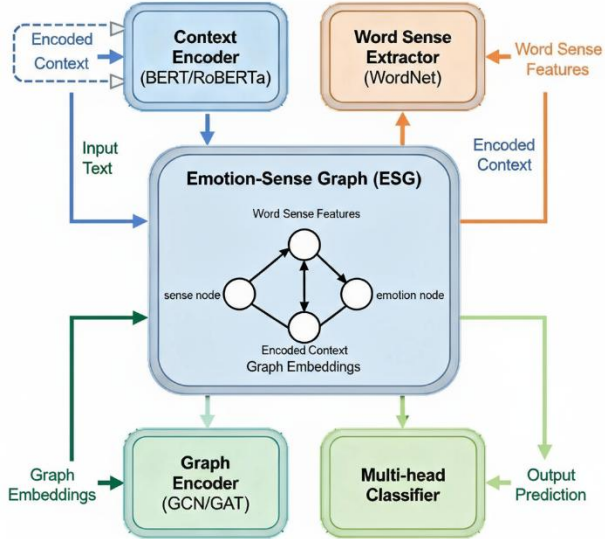 Encoded
Context
Context
Encoder
(BERT/RoBERTa)
Word Sense
Extractor
(WordNet)
Word Sense
Features
Input
Text
Encoded
Context
Emotion-Sense Graph (ESG)
Word Sense Features
sense node
emotion node
Encoded Context
Graph Embeddings
Graph
Embeddings
Graph
Encoder
(GCN/GAT)
Multi-head
Classifier
Output
Prediction